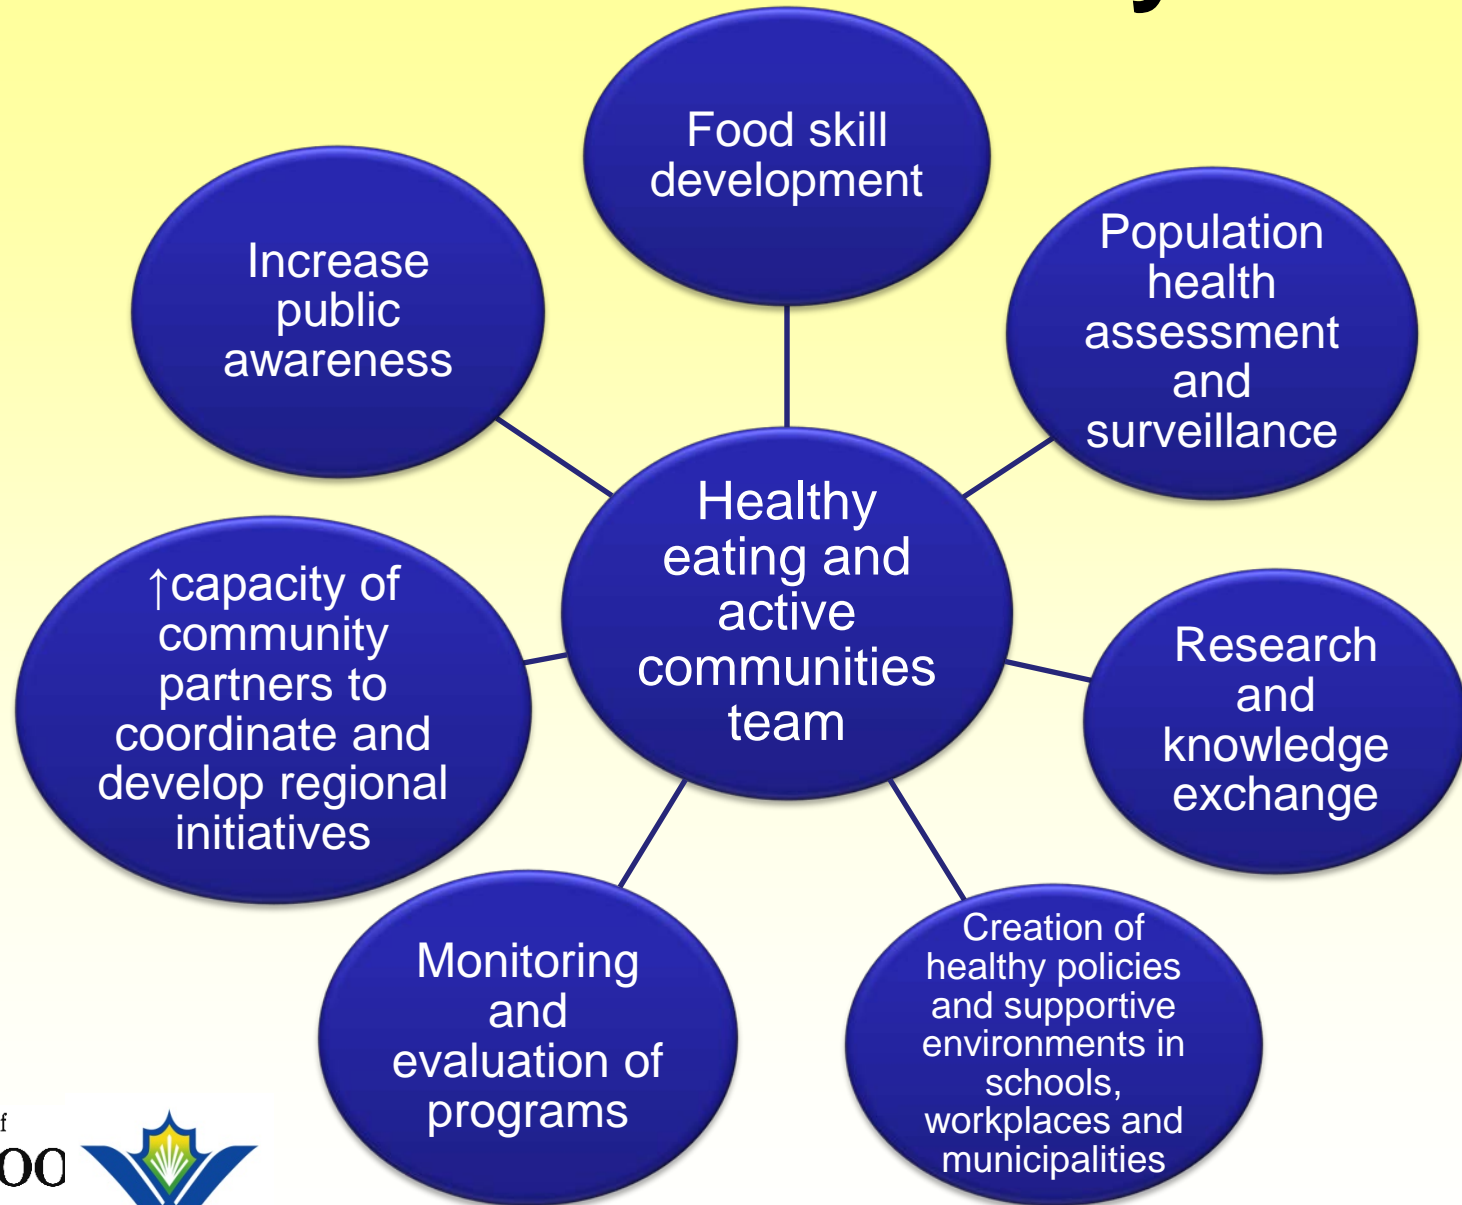 Food skill
development
Increase
public
awareness
Population
health
assessment
and
surveillance
Healthy
eating and
active
communities
team
↑capacity of
community
partners to
coordinate and
develop regional
initiatives
Research
and
knowledge
exchange
Monitoring
and
evaluation of
programs
Creation of
healthy policies
and supportive
environments in
schools,
workplaces and
municipalities